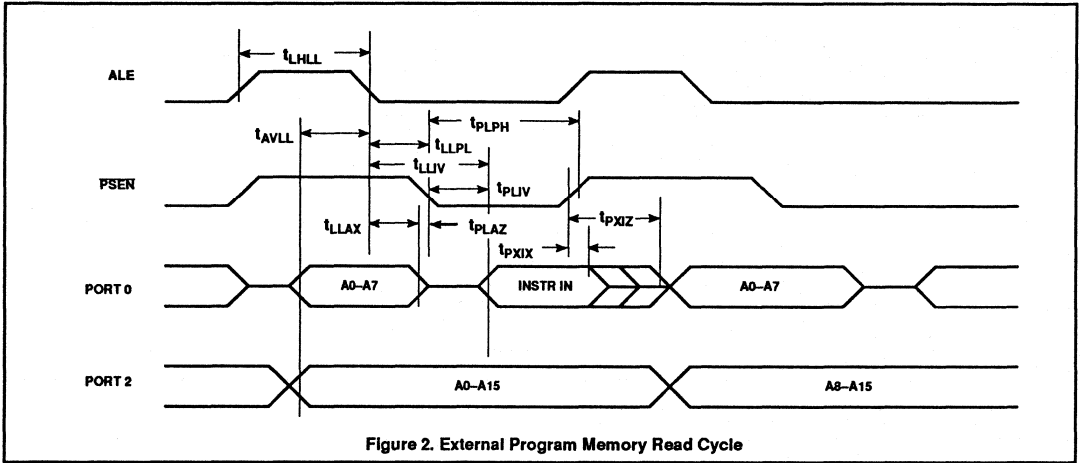 tLHLL
ALE
tAVLL
tPLPH
tLLPL
tLLIV
PSEN
tPLIV
tLLAX
tPLAZ
tPXIZ
tPXIX
PORT 0
A0–A7
INSTR IN
A0–A7
PORT 2
A0–A15
A8–A15
Figure 2. External Program Memory Read Cycle